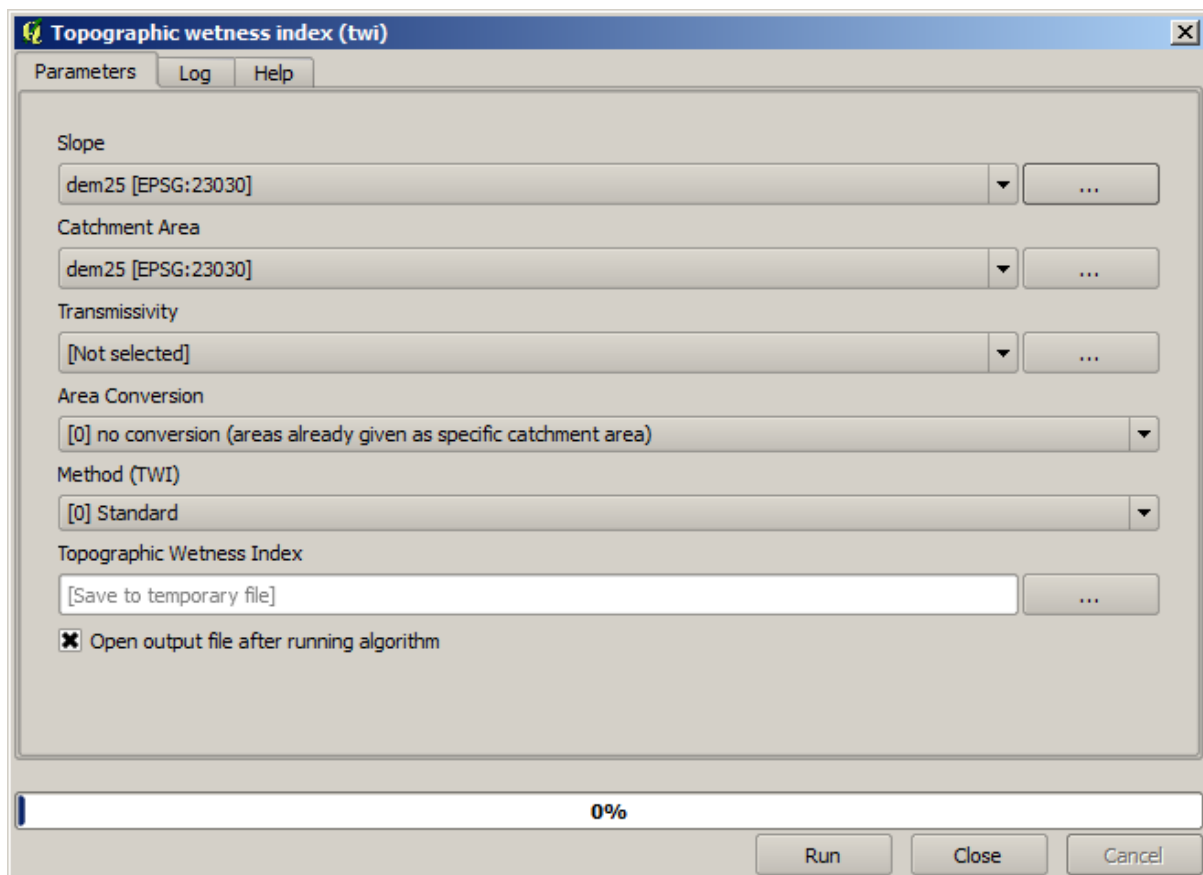 Topographic wetness index (twi)
Parameters Log Help
Slope
dem25 [EPSG:23030] ...
Catchment Area
dem25 [EPSG:23030] ...
Transmissivity
[Not selected] ...
Area Conversion
[0] no conversion (areas already given as specific catchment area)
Method (TWI)
[0] Standard
Topographic Wetness Index
[Save to temporary file] ...
Open output file after running algorithm
0%
Run Close Cancel